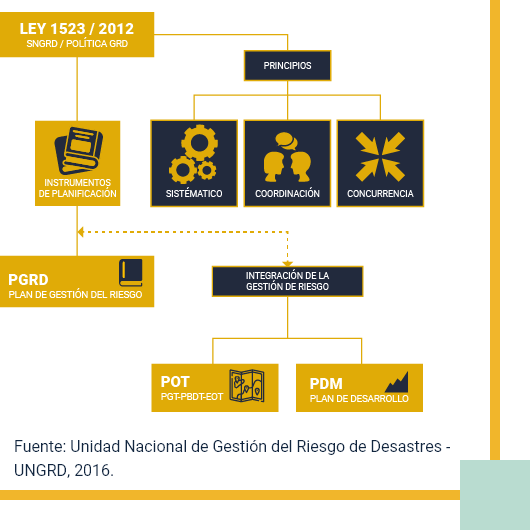 LEY 1523 / 2012
SNGRD / POLÍTICA GRD
PRINCIPIOS
INSTRUMENTOS
DE PLANIFICACIÓN
SISTÉMATICO
COORDINACIÓN
CONCURRENCIA
PGRD
PLAN DE GESTIÓN DEL RIESGO
INTEGRACIÓN DE LA
GESTIÓN DE RIESGO
POT
PGT-PBDT-EOT
PDM
PLAN DE DESARROLLO
Fuente: Unidad Nacional de Gestión del Riesgo de Desastres -
UNGRD, 2016.